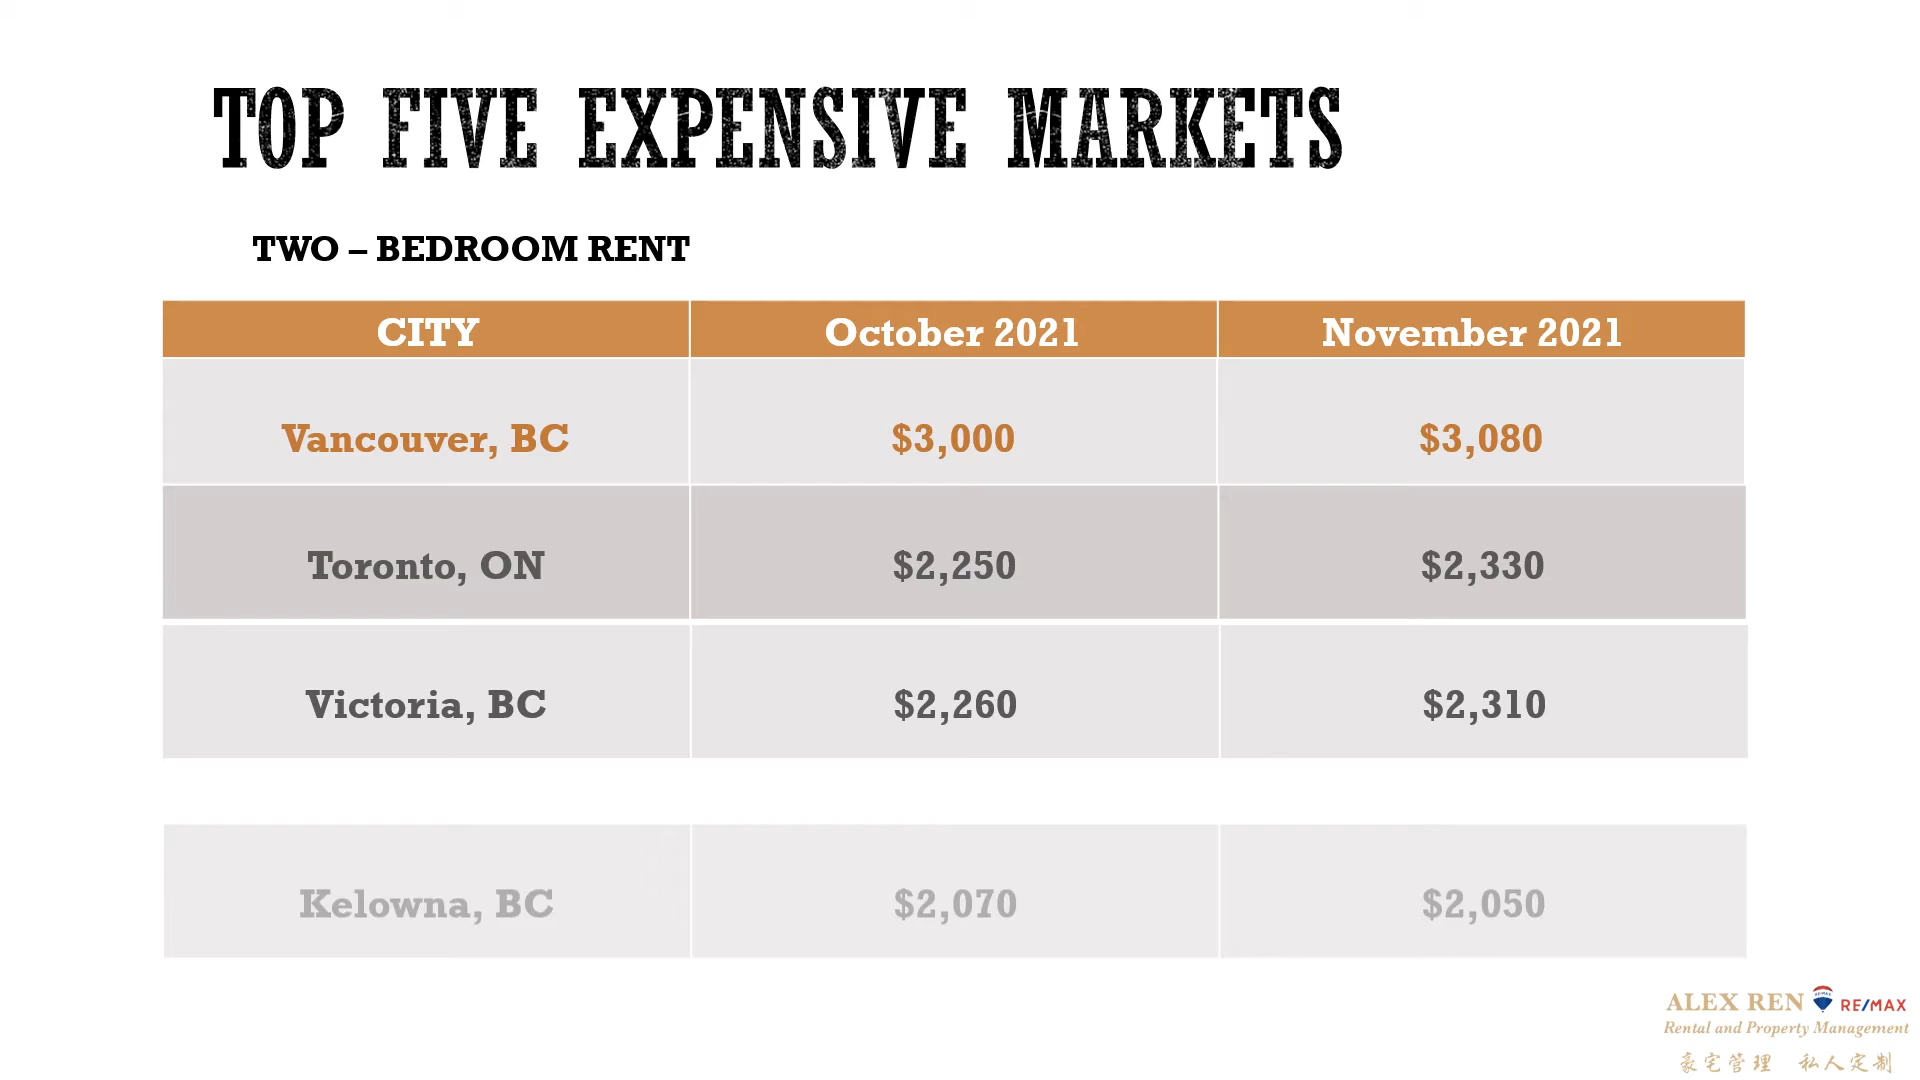 TOP FIVE EXPENSIVE MARKETS
TWO – BEDROOM RENT
CITY October 2021 November 2021
Vancouver, BC $3,000 $3,080
Toronto, ON $2,250 $2,330
Victoria, BC $2,260 $2,310
Kelowna, BC $2,070 $2,050
ALEX REN RE/MAX
Rental and Property Management
豪宅管理 私人定制